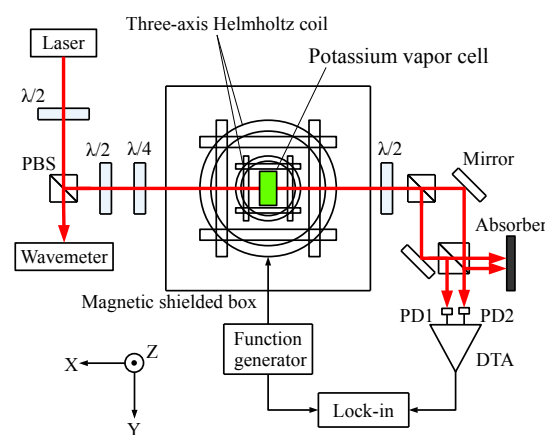 Three-axis Helmholtz coil
Laser
Potassium vapor cell
λ/2
PBS
λ/2
λ/4
λ/2
Mirror
Absorber
Wavemeter
Magnetic shielded box
PD1
PD2
Function
generator
DTA
X
Z
Y
Lock-in